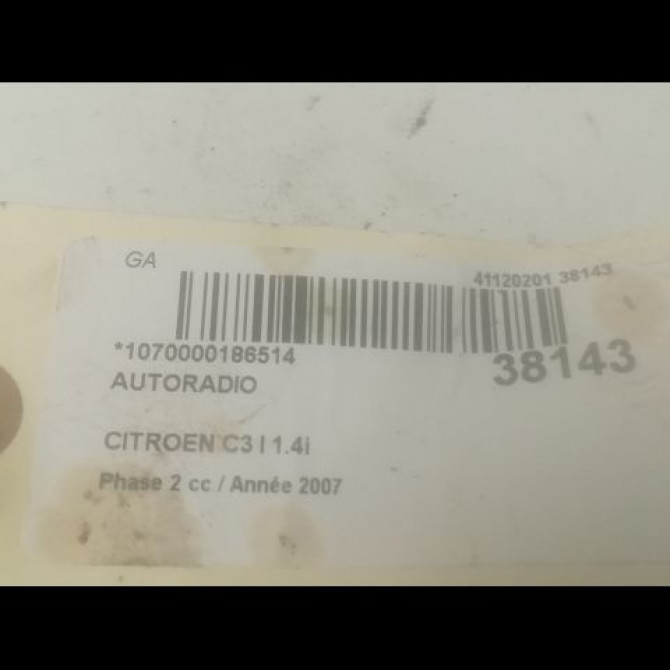 GA
41120201 38143
*1070000186514
38143
AUTORADIO
CITROEN C3 I 1.4i
Phase 2 cc / Année 2007